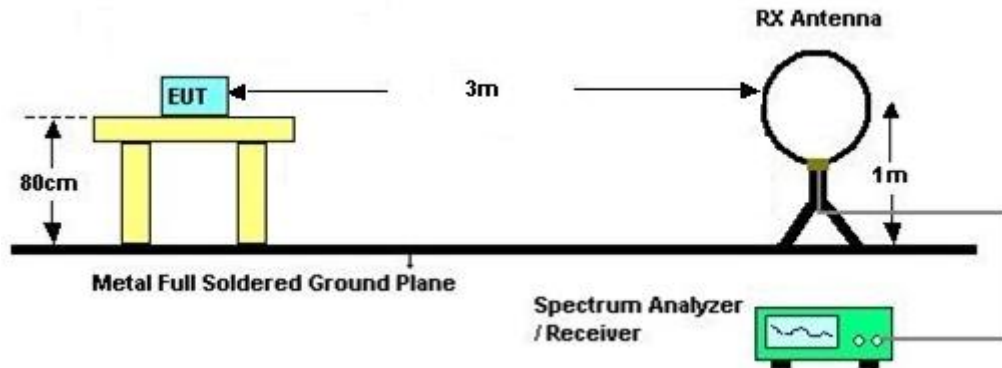 RX Antenna
EUT
3m
80cm
1m
Metal Full Soldered Ground Plane
Spectrum Analyzer
/ Receiver